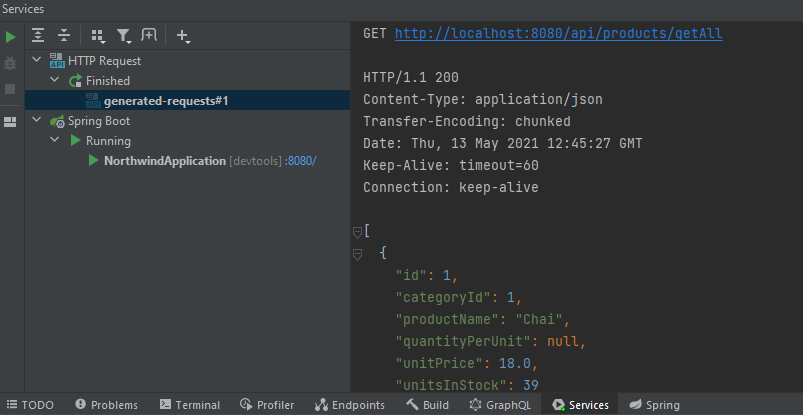 Services
HTTP Request
Finished
generated-requests#1
Spring Boot
Running
NorthwindApplication [devtools] :8080/
GET http://localhost:8080/api/products/getAll
HTTP/1.1 200
Content-Type: application/json
Transfer-Encoding: chunked
Date: Thu, 13 May 2021 12:45:27 GMT
Keep-Alive: timeout=60
Connection: keep-alive
[
{
"id": 1,
"categoryId": 1,
"productName": "Chai",
"quantityPerUnit": null,
"unitPrice": 18.0,
"unitsInStock": 39
TODO Problems Terminal Profiler Endpoints Build GraphQL Services Spring